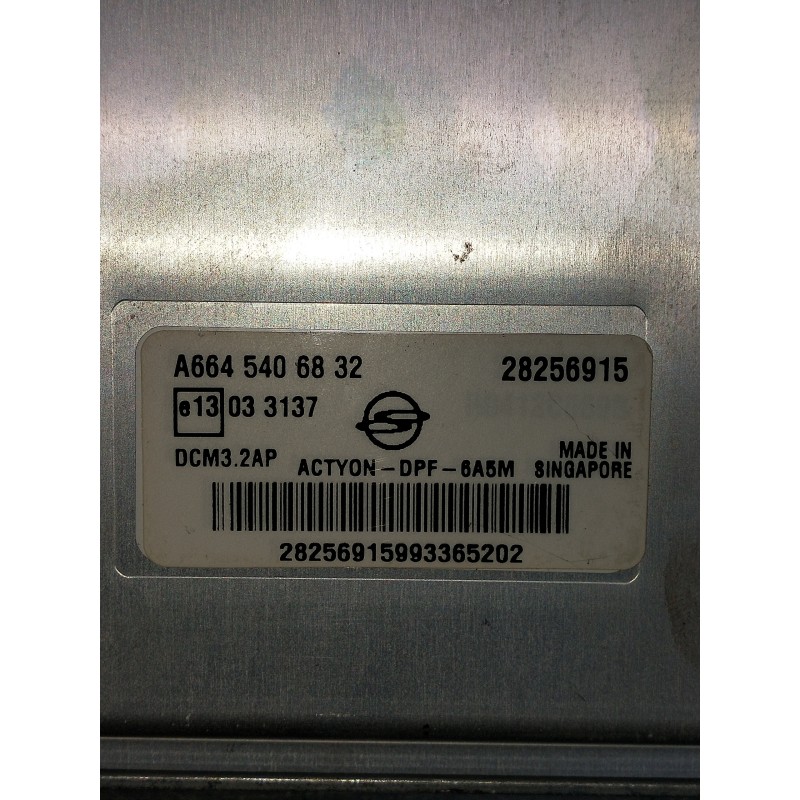 A664 540 68 32 28256915
e13 03 3137
DCM3.2AP ACTYON-DPF-6A5M MADE IN SINGAPORE
28256915993365202